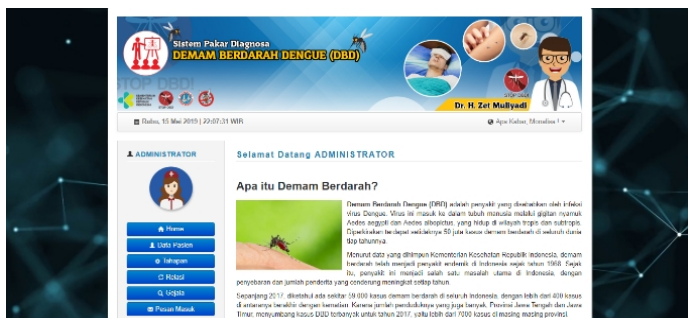 Sistem Pakar Diagnosa
DEMAM BERDARAH DENGUE (DBD)
STOP DBD!
Dr. H. Zet Mullyadi
Rabu, 15 Mei 2019 | 22:07:31 WIB
Apa Kabar, Monalisa !
ADMINISTRATOR
Selamat Datang ADMINISTRATOR
Apa itu Demam Berdarah?
Demam Berdarah Dengue (DBD) adalah penyakit yang disebabkan oleh infeksi
virus Dengue. Virus ini masuk ke dalam tubuh manusia melalui gigitan nyamuk
Aedes aegypti dan Aedes albopictus, yang hidup di wilayah tropis dan subtropis.
Diperkirakan terdapat setidaknya 50 juta kasus demam berdarah di seluruh dunia
tiap tahunnya.
Menurut data yang dihimpun Kementerian Kesehatan Republik Indonesia, demam
berdarah telah menjadi penyakit endemik di Indonesia sejak tahun 1968. Sejak
itu, penyakit ini menjadi salah satu masalah utama di Indonesia, dengan
penyebaran dan jumlah penderita yang cenderung meningkat setiap tahun
Sepanjang 2017, diketahui ada sekitar 59.000 kasus demam berdarah di seluruh Indonesia, dengan lebih dari 400 kasus
di antaranya berakhir dengan kematian. Karena jumlah penduduknya yang juga banyak, Provinsi Jawa Tengah dan Jawa
Timur, menyumbang kasus DBD terbanyak untuk tahun 2017, yaitu lebih dari 7000 kasus di masing masing provinsi.
Home
Data Pasien
Tahapan
Relasi
Gejala
Pesan Masuk